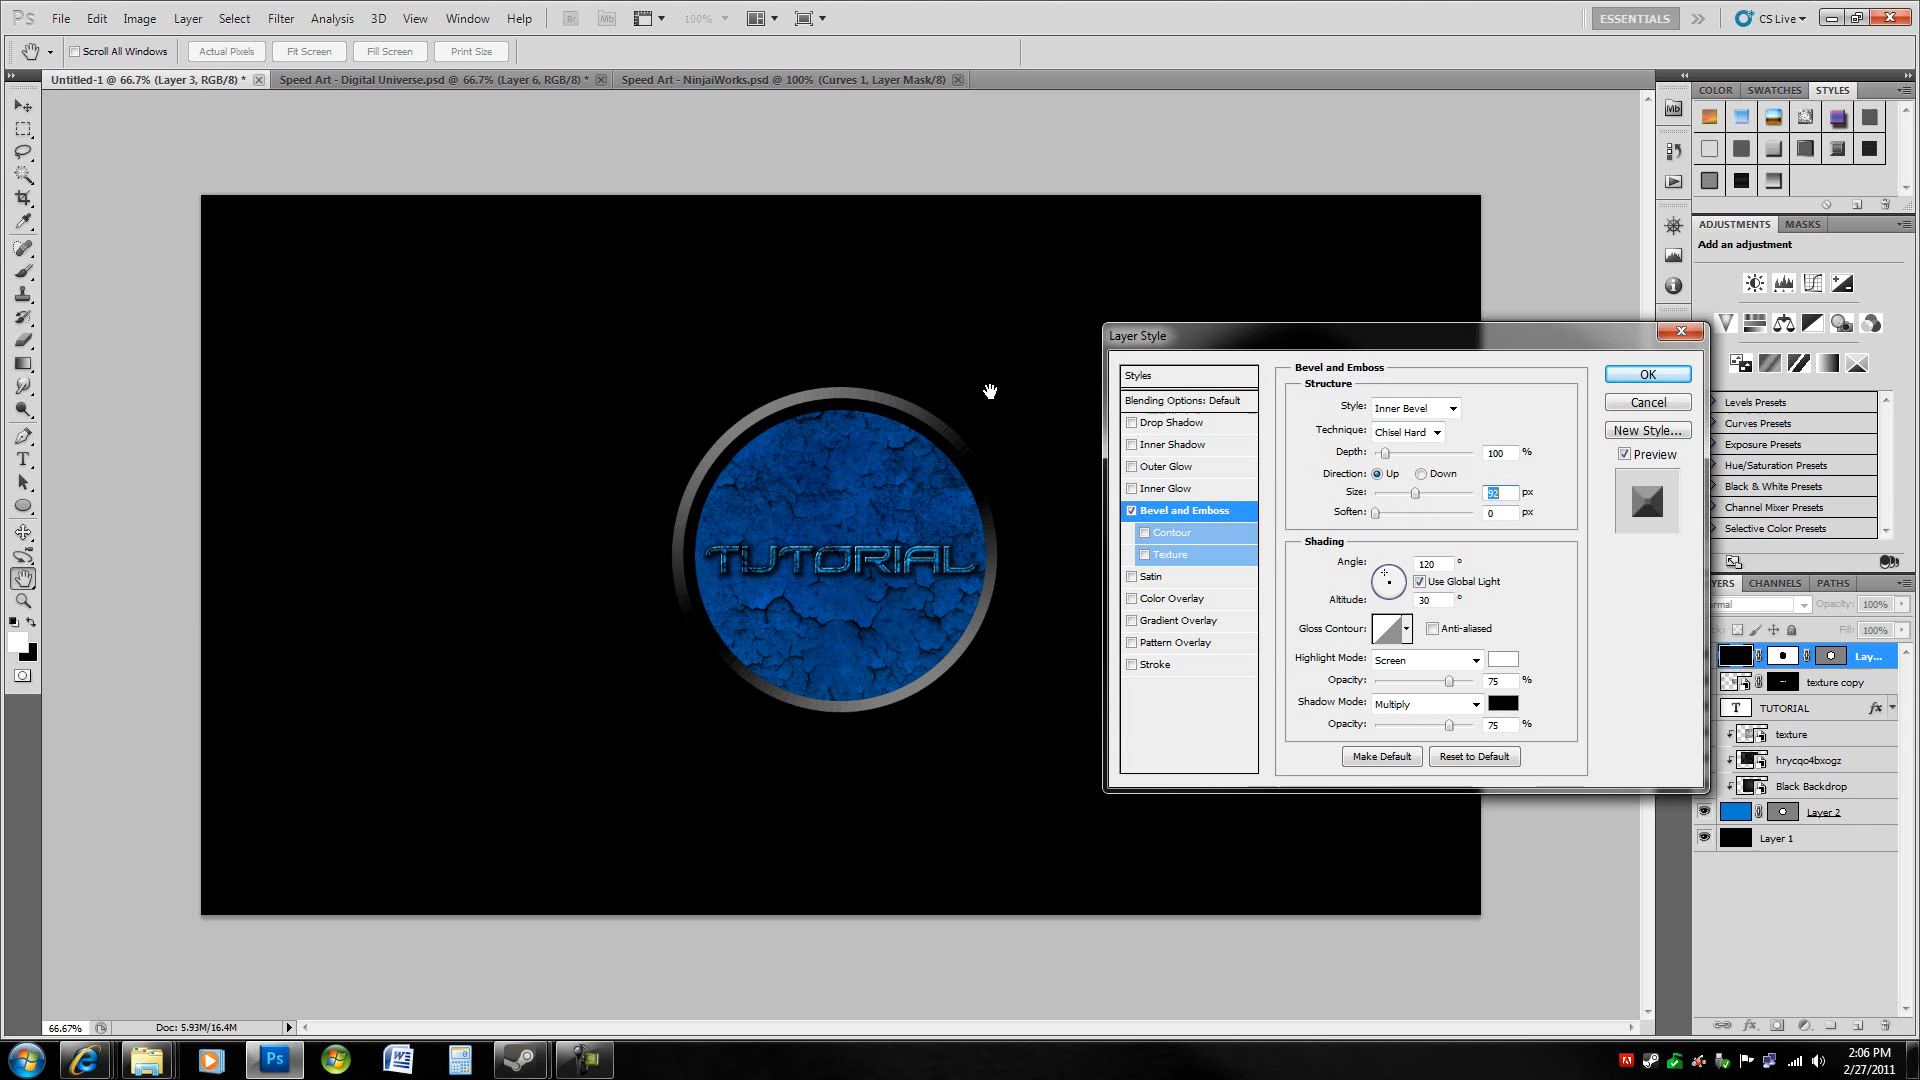 Ps File Edit Image Layer Select Filter Analysis 3D View Window Help Br Mb 100% ESSENTIALS CS Live
Scroll All Windows Actual Pixels Fit Screen Fill Screen Print Size
Untitled-1 @ 66.7% (Layer 3, RGB/8) * Speed Art - Digital Universe.psd @ 66.7% (Layer 6, RGB/8) * Speed Art - NinjaiWorks.psd @ 100% (Curves 1, Layer Mask/8)
COLOR SWATCHES STYLES
Mb
ADJUSTMENTS MASKS
Add an adjustment
TUTORIAL
Layer Style
Styles
Blending Options: Default
Drop Shadow
Inner Shadow
Outer Glow
Inner Glow
Bevel and Emboss
Contour
Texture
Satin
Color Overlay
Gradient Overlay
Pattern Overlay
Stroke
Bevel and Emboss
Structure
Style: Inner Bevel
Technique: Chisel Hard
Depth: 100 %
Direction: Up Down
Size: 92 px
Soften: 0 px
Shading
Angle: 120 °
Use Global Light
Altitude: 30 °
Gloss Contour: Anti-aliased
Highlight Mode: Screen
Opacity: 75 %
Shadow Mode: Multiply
Opacity: 75 %
Make Default Reset to Default
OK
Cancel
New Style...
Preview
Levels Presets
Curves Presets
Exposure Presets
Hue/Saturation Presets
Black & White Presets
Channel Mixer Presets
Selective Color Presets
YERS CHANNELS PATHS
rmal Opacity: 100%
Fill: 100%
Lay...
texture copy
T TUTORIAL fx
texture
hrycqo4bxogz
Black Backdrop
Layer 2
Layer 1
66.67% Doc: 5.93M/16.4M
Ps
2:06 PM
2/27/2011